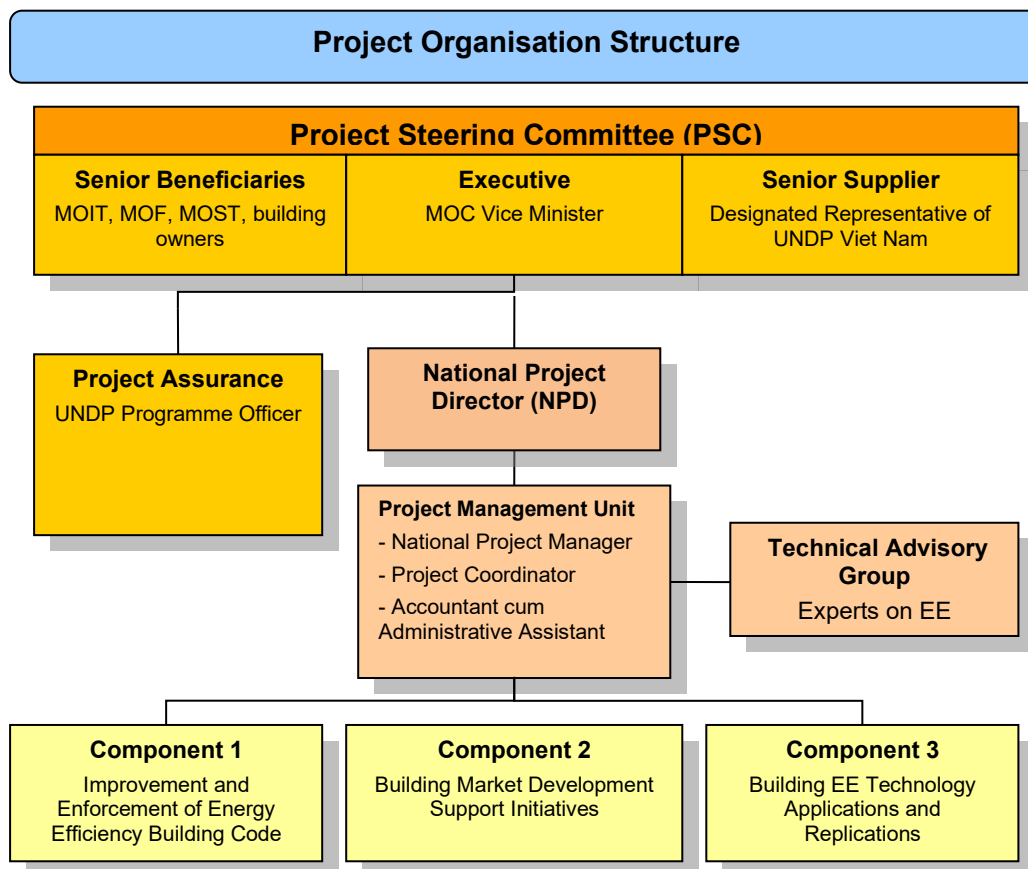 Project Organisation Structure
Project Steering Committee (PSC)
Senior Beneficiaries
MOIT, MOF, MOST, building
owners
Executive
MOC Vice Minister
Senior Supplier
Designated Representative of
UNDP Viet Nam
Project Assurance
UNDP Programme Officer
National Project
Director (NPD)
Project Management Unit
- National Project Manager
- Project Coordinator
- Accountant cum
Administrative Assistant
Technical Advisory
Group
Experts on EE
Component 1
Improvement and
Enforcement of Energy
Efficiency Building Code
Component 2
Building Market Development
Support Initiatives
Component 3
Building EE Technology
Applications and
Replications